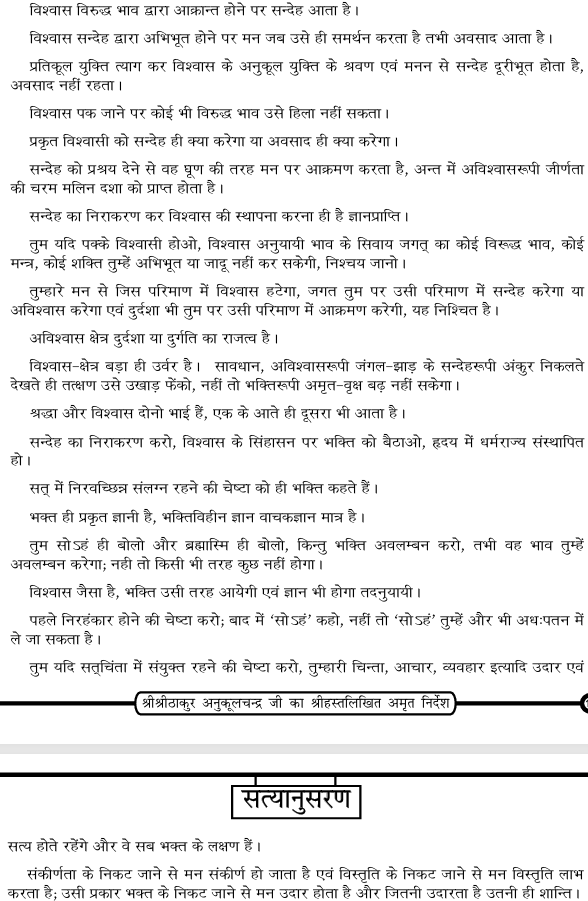 विश्वास विरुद्ध भाव द्वारा आक्रान्त होने पर सन्देह आता है।
विश्वास सन्देह द्वारा अभिभूत होने पर मन जब उसे ही समर्थन करता है तभी अवसाद आता है।
प्रतिकूल युक्ति त्याग कर विश्वास के अनुकूल युक्ति के श्रवण एवं मनन से सन्देह दूरीभूत होता है,
अवसाद नहीं रहता।
विश्वास पक जाने पर कोई भी विरुद्ध भाव उसे हिला नहीं सकता।
प्रकृत विश्वासी को सन्देह ही क्या करेगा या अवसाद ही क्या करेगा।
सन्देह को प्रश्रय देने से वह घूण की तरह मन पर आक्रमण करता है, अन्त में अविश्वासरूपी जीर्णता
की चरम मलिन दशा को प्राप्त होता है।
सन्देह का निराकरण कर विश्वास की स्थापना करना ही है ज्ञानप्राप्ति।
तुम यदि पक्के विश्वासी होओ, विश्वास अनुयायी भाव के सिवाय जगत् का कोई विरूद्ध भाव, कोई
मन्त्र, कोई शक्ति तुम्हें अभिभूत या जादू नहीं कर सकेगी, निश्चय जानो।
तुम्हारे मन से जिस परिमाण में विश्वास हटेगा, जगत तुम पर उसी परिमाण में सन्देह करेगा या
अविश्वास करेगा एवं दुर्दशा भी तुम पर उसी परिमाण में आक्रमण करेगी, यह निश्चित है।
अविश्वास क्षेत्र दुर्दशा या दुर्गति का राजत्व है।
विश्वास-क्षेत्र बड़ा ही उर्वर है। सावधान, अविश्वासरूपी जंगल-झाड़ के सन्देहरूपी अंकुर निकलते
देखते ही तत्क्षण उसे उखाड़ फेंको, नहीं तो भक्तिरूपी अमृत-वृक्ष बढ़ नहीं सकेगा।
श्रद्धा और विश्वास दोनो भाई हैं, एक के आते ही दूसरा भी आता है।
सन्देह का निराकरण करो, विश्वास के सिंहासन पर भक्ति को बैठाओ, हृदय में धर्मराज्य संस्थापित
हो।
सत् में निरवच्छिन्न संलग्न रहने की चेष्टा को ही भक्ति कहते हैं।
भक्त ही प्रकृत ज्ञानी है, भक्तिविहीन ज्ञान वाचकज्ञान मात्र है।
तुम सोऽहं ही बोलो और ब्रह्मास्मि ही बोलो, किन्तु भक्ति अवलम्बन करो, तभी वह भाव तुम्हें
अवलम्बन करेगा; नही तो किसी भी तरह कुछ नहीं होगा।
विश्वास जैसा है, भक्ति उसी तरह आयेगी एवं ज्ञान भी होगा तदनुयायी।
पहले निरहंकार होने की चेष्टा करो; बाद में ‘सोऽहं’ कहो, नहीं तो ‘सोऽहं’ तुम्हें और भी अधःपतन में
ले जा सकता है।
तुम यदि सत्‌चिंता में संयुक्त रहने की चेष्टा करो, तुम्हारी चिन्ता, आचार, व्यवहार इत्यादि उदार एवं
श्रीश्रीठाकुर अनुकूलचन्द्र जी का श्रीहस्तलिखित अमृत निर्देश
सत्यानुसरण
सत्य होते रहेंगे और वे सब भक्त के लक्षण हैं।
संकीर्णता के निकट जाने से मन संकीर्ण हो जाता है एवं विस्तृति के निकट जाने से मन विस्तृति लाभ
करता है; उसी प्रकार भक्त के निकट जाने से मन उदार होता है और जितनी उदारता है उतनी ही शान्ति।